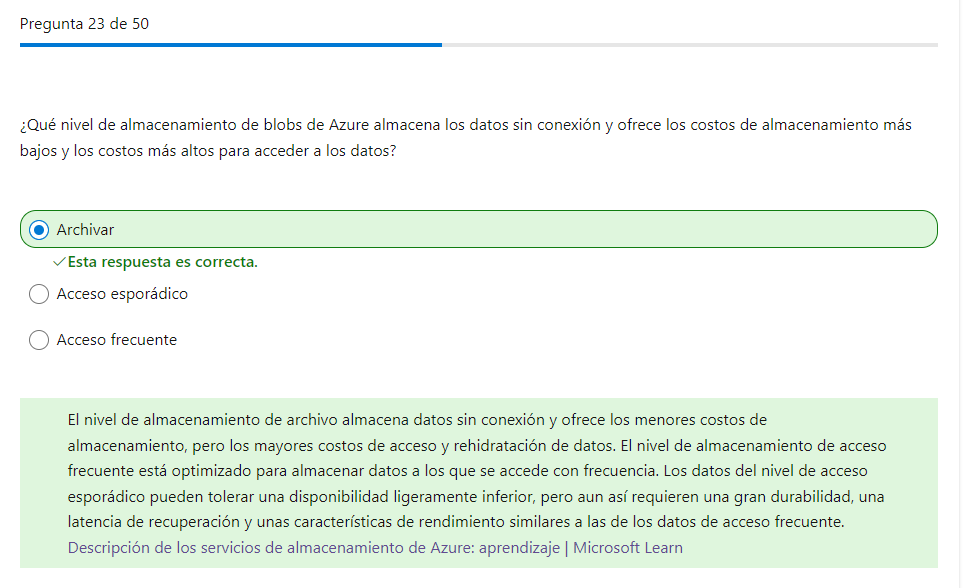 Pregunta 23 de 50
¿Qué nivel de almacenamiento de blobs de Azure almacena los datos sin conexión y ofrece los costos de almacenamiento más
bajos y los costos más altos para acceder a los datos?
Archivar
Esta respuesta es correcta.
Acceso esporádico
Acceso frecuente
El nivel de almacenamiento de archivo almacena datos sin conexión y ofrece los menores costos de
almacenamiento, pero los mayores costos de acceso y rehidratación de datos. El nivel de almacenamiento de acceso
frecuente está optimizado para almacenar datos a los que se accede con frecuencia. Los datos del nivel de acceso
esporádico pueden tolerar una disponibilidad ligeramente inferior, pero aun así requieren una gran durabilidad, una
latencia de recuperación y unas características de rendimiento similares a las de los datos de acceso frecuente.
Descripción de los servicios de almacenamiento de Azure: aprendizaje | Microsoft Learn